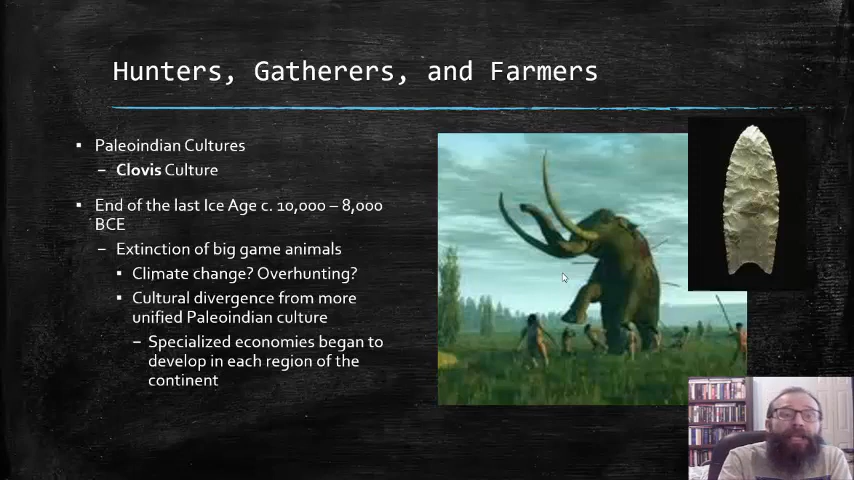 Hunters, Gatherers, and Farmers
▪ Paleoindian Cultures
– Clovis Culture
▪ End of the last Ice Age c. 10,000 – 8,000
BCE
– Extinction of big game animals
▪ Climate change? Overhunting?
▪ Cultural divergence from more
unified Paleoindian culture
– Specialized economies began to
develop in each region of the
continent